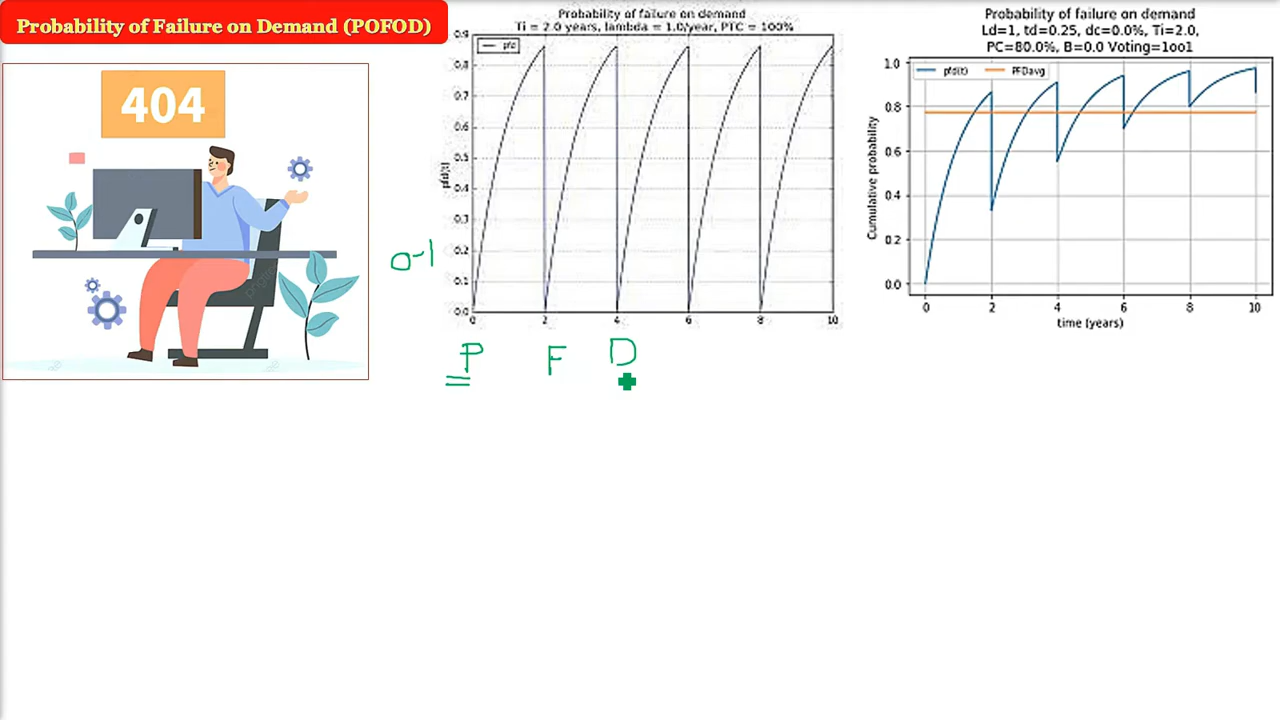 Probability of Failure on Demand (POFOD)
404
Probability of failure on demand
Ti = 2.0 years, lambda = 1.0/year, PTC = 100%
pfd
pfd(t)
0.9
0.8
0.7
0.6
0.5
0.4
0.3
0.2
0.1
0.0
0 2 4 6 8 10
Probability of failure on demand
Ld=1, td=0.25, dc=0.0%, Ti=2.0,
PC=80.0%, B=0.0 Voting=1oo1
pfd(t) PFDavg
Cumulative probability
1.0
0.8
0.6
0.4
0.2
0.0
0 2 4 6 8 10
time (years)
0-1
P F D